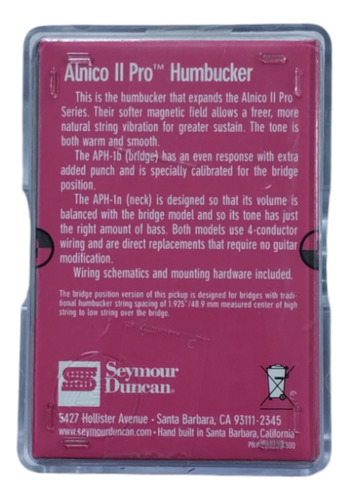 Alnico II Pro™ Humbucker
This is the humbucker that expands the Alnico II Pro
Series. Their softer magnetic field allows a freer, more
natural string vibration for greater sustain. The tone is
both warm and smooth.
The APH-1b (bridge) has an even response with extra
added punch and is specially calibrated for the bridge
position.
The APH-1n (neck) is designed so that its volume is
balanced with the bridge model and so its tone has just
the right amount of bass. Both models use 4-conductor
wiring and are direct replacements that require no guitar
modification.
Wiring schematics and mounting hardware included.
The bridge position version of this pickup is designed for bridges with tradi-
tional humbucker string spacing of 1.925"/48.9 mm measured center of high
string to low string over the bridge.
Seymour
Duncan®
5427 Hollister Avenue • Santa Barbara, CA 93111-2345
www.seymourduncan.com • Hand built in Santa Barbara, California